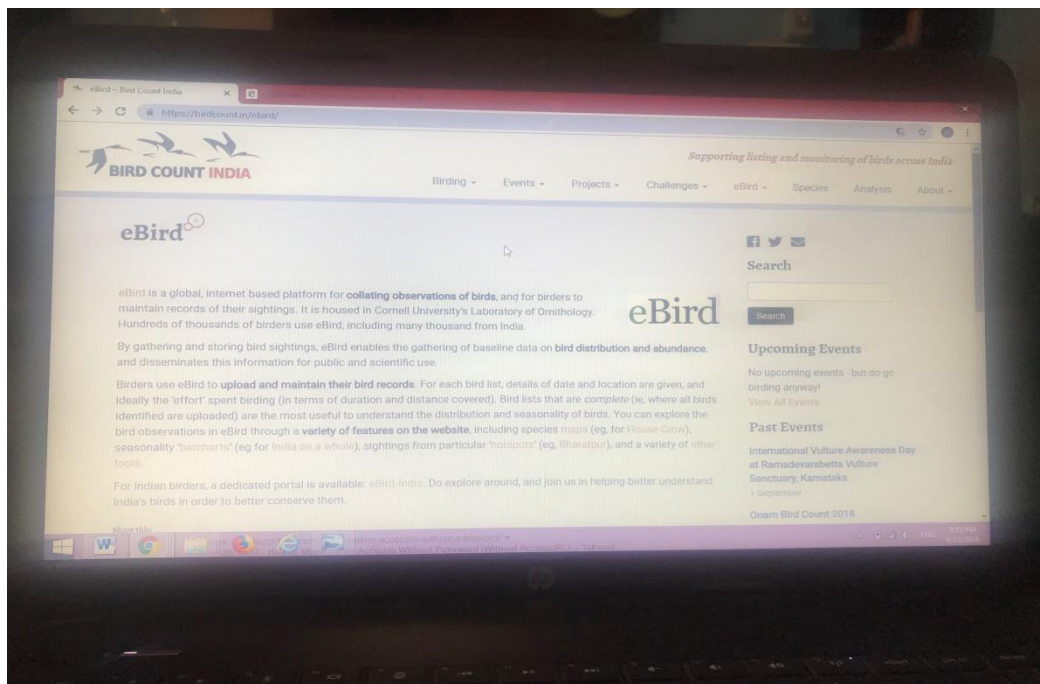 eBird – Bird Count India
https://birdcount.in/ebird/
BIRD COUNT INDIA
Supporting listing and monitoring of birds across India
Birding Events Projects Challenges eBird Species Analysis About
eBird
eBird is a global, internet based platform for collating observations of birds, and for birders to
maintain records of their sightings. It is housed in Cornell University's Laboratory of Ornithology.
Hundreds of thousands of birders use eBird, including many thousand from India.
eBird
By gathering and storing bird sightings, eBird enables the gathering of baseline data on bird distribution and abundance,
and disseminates this information for public and scientific use.
Birders use eBird to upload and maintain their bird records. For each bird list, details of date and location are given, and
ideally the 'effort' spent birding (in terms of duration and distance covered). Bird lists that are complete (ie, where all birds
identified are uploaded) are the most useful to understand the distribution and seasonality of birds. You can explore the
bird observations in eBird through a variety of features on the website, including species maps (eg, for House Crow),
seasonality 'barcharts' (eg for India as a whole), sightings from particular 'hotspots' (eg, Bharatpur), and a variety of other
tools.
For Indian birders, a dedicated portal is available: eBird-India. Do explore around, and join us in helping better understand
India's birds in order to better conserve them.
Share this:
Search
Search
Upcoming Events
No upcoming events - but do go
birding anyway!
View All Events
Past Events
International Vulture Awareness Day
at Ramadevarabetta Vulture
Sanctuary, Karnataka
1 September
Onam Bird Count 2018
ENG
hp